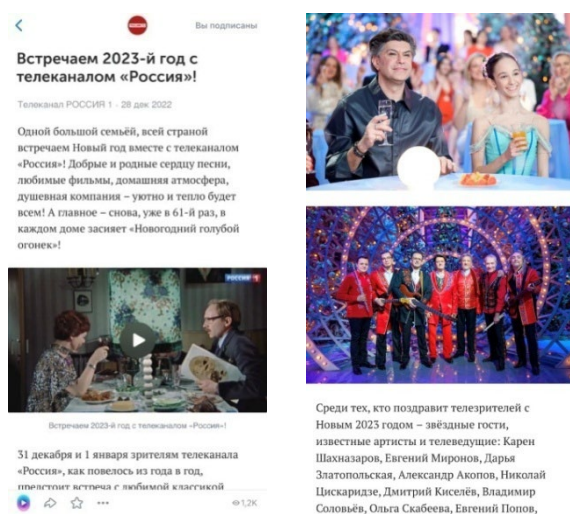 Вы подписаны
Встречаем 2023-й год с
телеканалом «Россия»!
Телеканал РОССИЯ 1 - 28 дек 2022
Одной большой семьёй, всей страной
встречаем Новый год вместе с телеканалом
«Россия»! Добрые и родные сердцу песни,
любимые фильмы, домашняя атмосфера,
душевная компания – уютно и тепло будет
всем! А главное – снова, уже в 61-й раз, в
каждом доме засияет «Новогодний голубой
огонек»!
РОССИЯ 1
Встречаем 2023-й год с телеканалом «Россия»!
31 декабря и 1 января зрителям телеканала
«Россия», как повелось из года в год,
предстоит встреча с любимой классикой
1,2K
Среди тех, кто поздравит телезрителей с
Новым 2023 годом – звёздные гости,
известные артисты и телеведущие: Карен
Шахназаров, Евгений Миронов, Дарья
Златопольская, Александр Акопов, Николай
Цискаридзе, Дмитрий Киселёв, Владимир
Соловьёв, Ольга Скабеева, Евгений Попов,